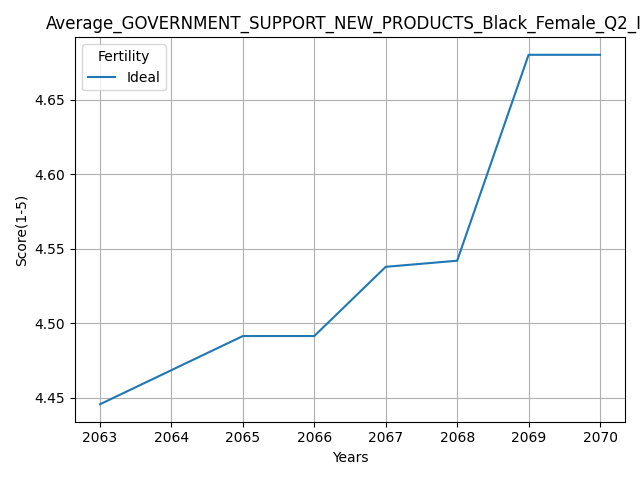 Average_GOVERNMENT_SUPPORT_NEW_PRODUCTS_Black_Female_Q2_I
Fertility
Ideal
Score(1-5)
4.65
4.60
4.55
4.50
4.45
2063 2064 2065 2066 2067 2068 2069 2070
Years